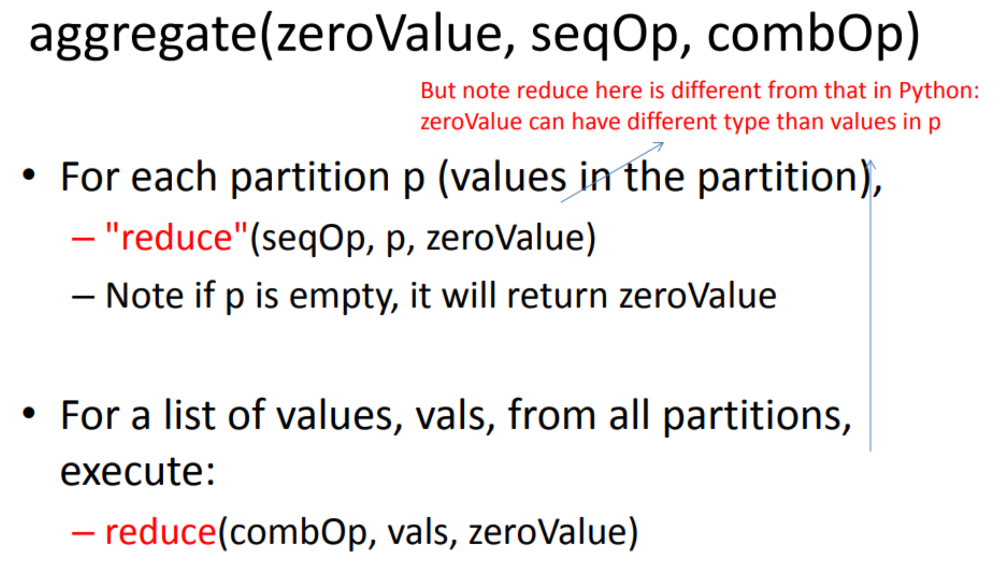 aggregate(zeroValue, seqOp, combOp)
But note reduce here is different from that in Python:
zeroValue can have different type than values in p
• For each partition p (values in the partition),
– "reduce"(seqOp, p, zeroValue)
– Note if p is empty, it will return zeroValue
• For a list of values, vals, from all partitions,
execute:
– reduce(combOp, vals, zeroValue)